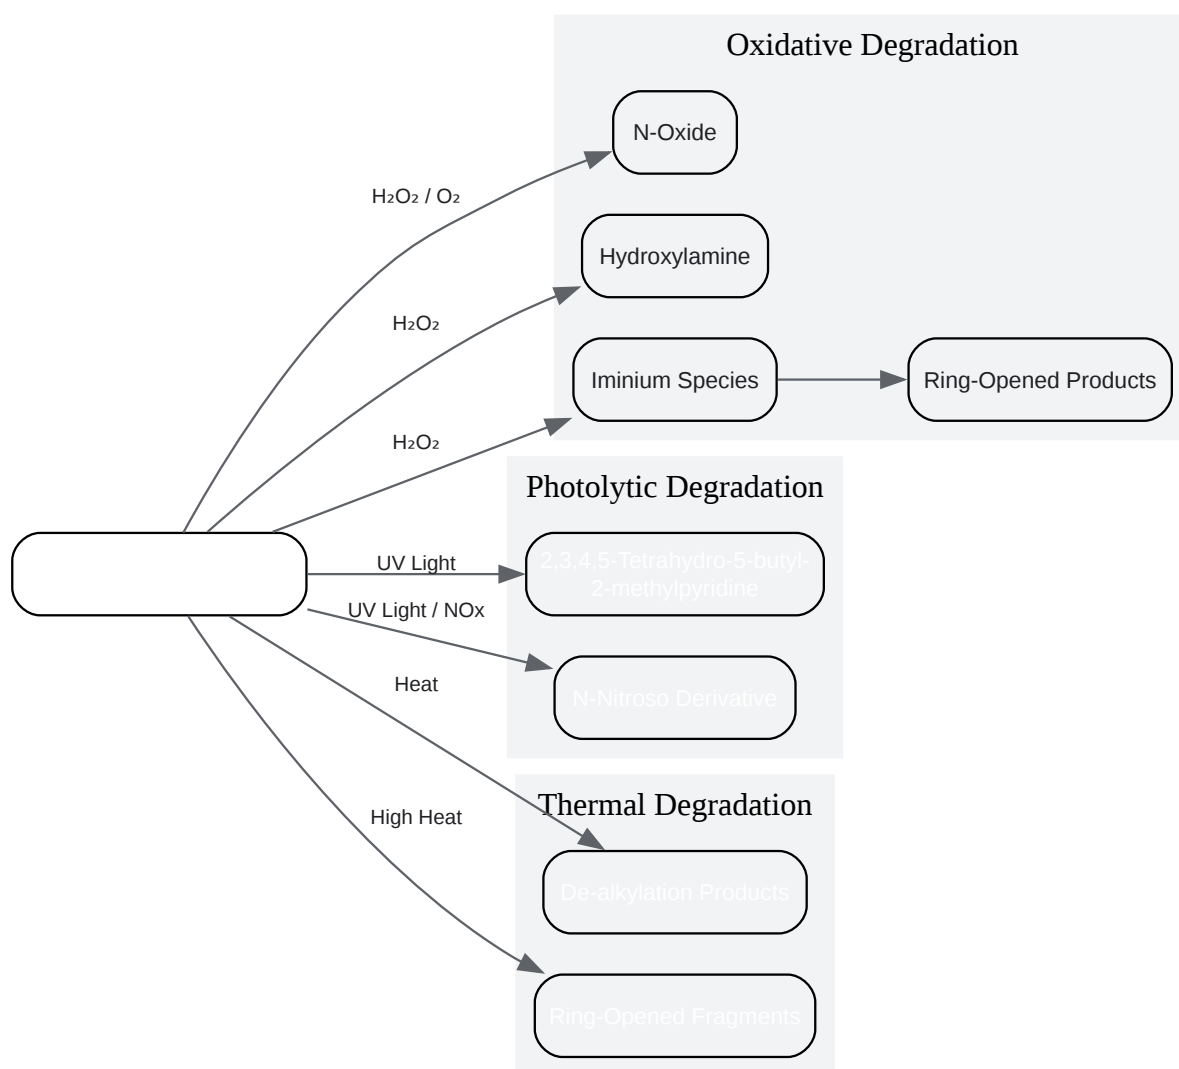 Oxidative Degradation
N-Oxide
H₂O₂ / O₂
Hydroxylamine
H₂O₂
Iminium Species
Ring-Opened Products
H₂O₂
Photolytic Degradation
UV Light
2,3,4,5-Tetrahydro-5-butyl-
2-methylpyridine
UV Light / NOx
N-Nitroso Derivative
Heat
Thermal Degradation
High Heat
De-alkylation Products
Ring-Opened Fragments